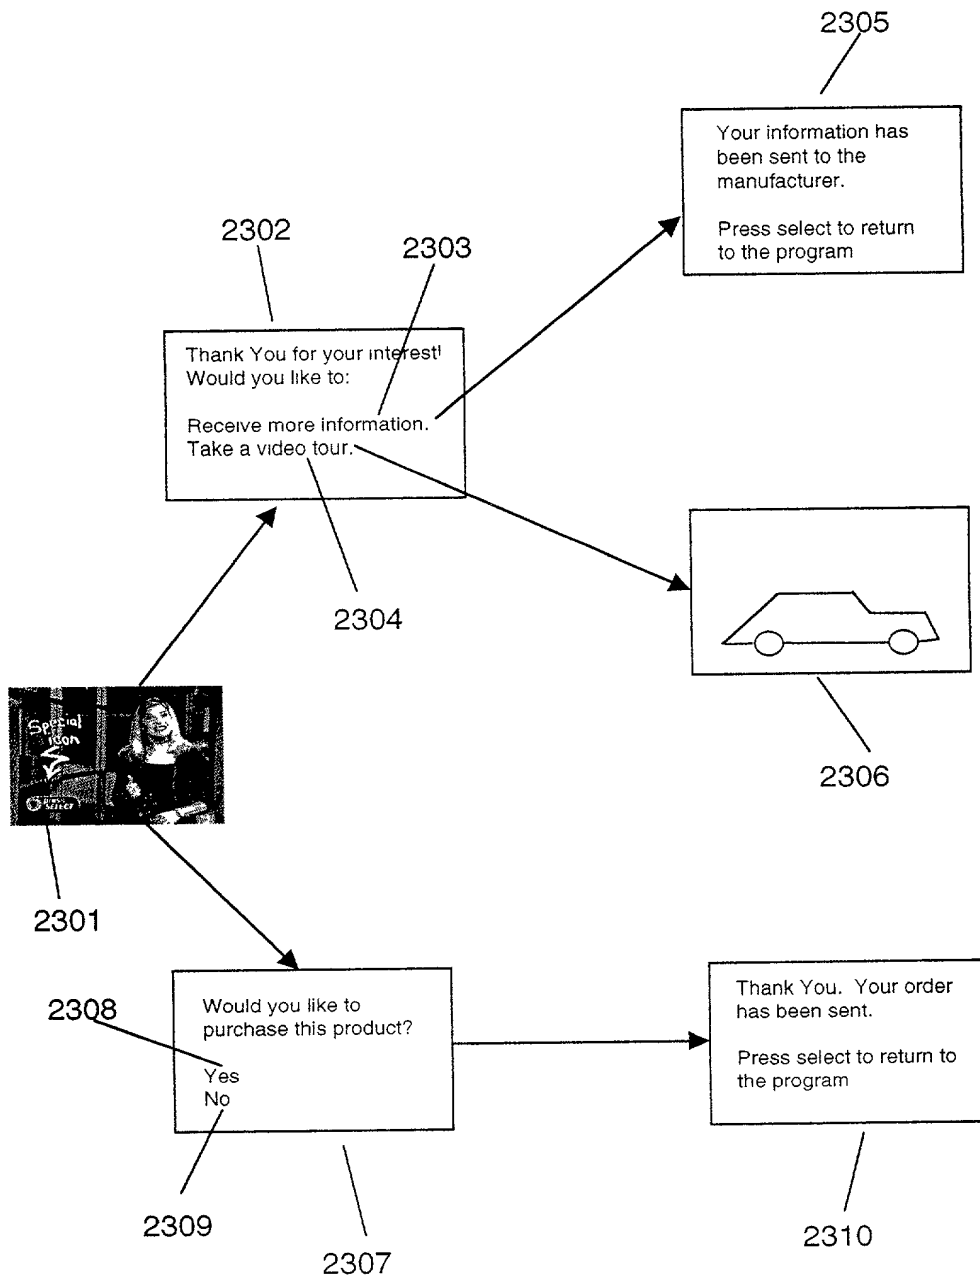 2305
Your information has
been sent to the
manufacturer.
Press select to return
to the program
2302
2303
Thank You for your interest!
Would you like to:
Receive more information.
Take a video tour.
2304
2306
Special
icon
PRESS
SELECT
2301
2308
Would you like to
purchase this product?
Yes
No
2309
2307
Thank You. Your order
has been sent.
Press select to return to
the program
2310